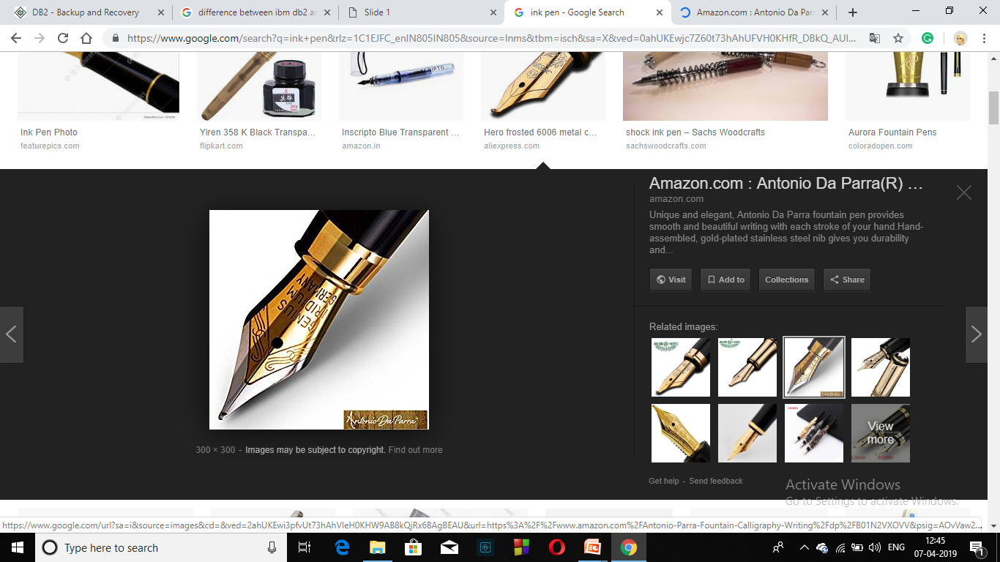 DB2 - Backup and Recovery
difference between ibm db2 ar
Slide 1
ink pen - Google Search
Amazon.com : Antonio Da Parr
https://www.google.com/search?q=ink+pen&rlz=1C1EJFC_enIN805IN805&source=lnms&tbm=isch&sa=X&ved=0ahUKEwjc7Z60t73hAhUFVH0KHfR_DBkQ_AUI...
Ink Pen Photo
featurepics.com
Yiren 358 K Black Transpa...
flipkart.com
Inscripto Blue Transparent ...
amazon.in
Hero frosted 6006 metal c...
aliexpress.com
shock ink pen – Sachs Woodcrafts
sachswoodcrafts.com
Aurora Fountain Pens
coloradopen.com
Amazon.com : Antonio Da Parra(R) ...
amazon.com
Unique and elegant, Antonio Da Parra fountain pen provides
smooth and beautiful writing with each stroke of your hand.Hand-
assembled, gold-plated stainless steel nib gives you durability
and...
Visit
Add to
Collections
Share
GENIUS
IRIDIUM
GERMANY
Antonio Da Parra
300 × 300 - Images may be subject to copyright. Find out more
Related images:
View
more
Get help - Send feedback
Activate Windows
Go to Settings to activate Windows.
https://www.google.com/url?sa=i&source=images&cd=&ved=2ahUKEwi3pfvUt73hAhVIeH0KHW9AB8kQjRx6BAgBEAU&url=https%3A%2F%2Fwww.amazon.com%2FAntonio-Parra-Fountain-Calligraphy-Writing%2Fdp%2FB01N2VXOVV&psig=AOvVaw2...
Type here to search
ENG
12:45
07-04-2019
1